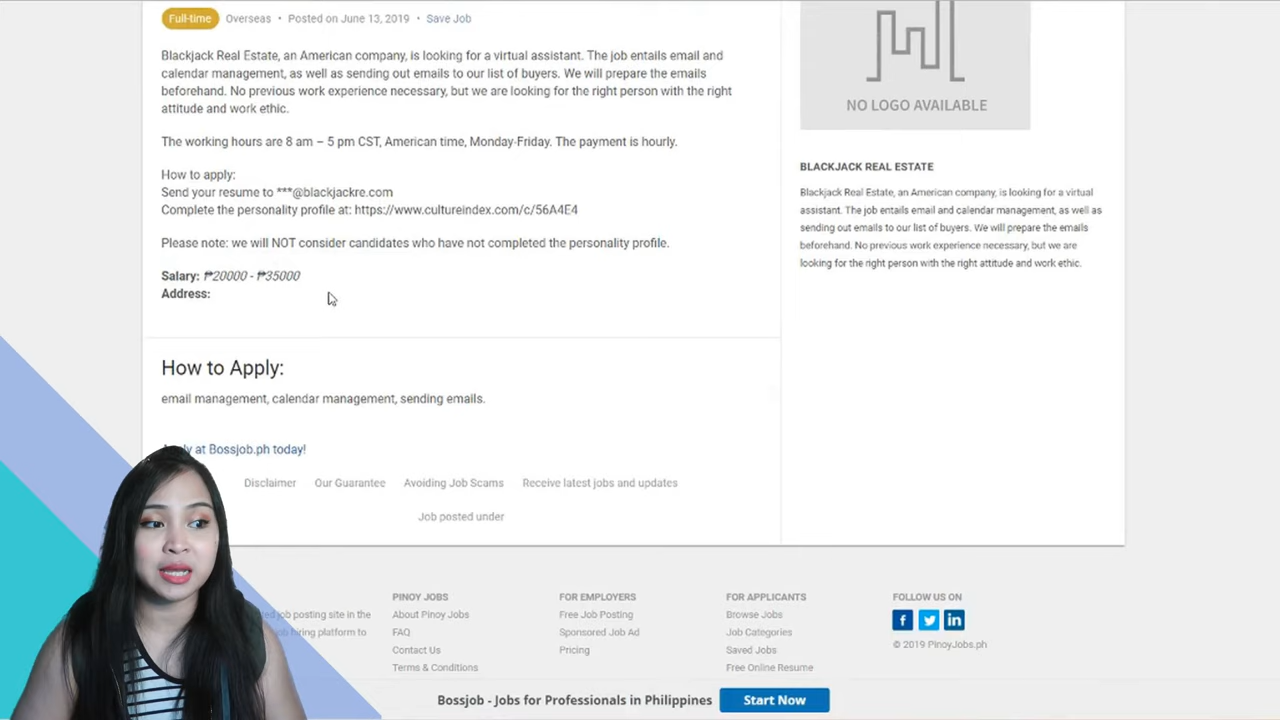 Full-time Overseas • Posted on June 13, 2019 • Save Job
Blackjack Real Estate, an American company, is looking for a virtual assistant. The job entails email and
calendar management, as well as sending out emails to our list of buyers. We will prepare the emails
beforehand. No previous work experience necessary, but we are looking for the right person with the right
attitude and work ethic.
The working hours are 8 am – 5 pm CST, American time, Monday-Friday. The payment is hourly.
How to apply:
Send your resume to ***@blackjackre.com
Complete the personality profile at: https://www.cultureindex.com/c/56A4E4
Please note: we will NOT consider candidates who have not completed the personality profile.
Salary: ₱20000 - ₱35000
Address:
How to Apply:
email management, calendar management, sending emails.
at Bossjob.ph today!
Disclaimer Our Guarantee Avoiding Job Scams Receive latest jobs and updates
Job posted under
NO LOGO AVAILABLE
BLACKJACK REAL ESTATE
Blackjack Real Estate, an American company, is looking for a virtual
assistant. The job entails email and calendar management, as well as
sending out emails to our list of buyers. We will prepare the emails
beforehand. No previous work experience necessary, but we are
looking for the right person with the right attitude and work ethic.
job posting site in the
hiring platform to
PINOY JOBS
About Pinoy Jobs
FAQ
Contact Us
Terms & Conditions
FOR EMPLOYERS
Free Job Posting
Sponsored Job Ad
Pricing
FOR APPLICANTS
Browse Jobs
Job Categories
Saved Jobs
Free Online Resume
FOLLOW US ON
© 2019 PinoyJobs.ph
Bossjob - Jobs for Professionals in Philippines Start Now